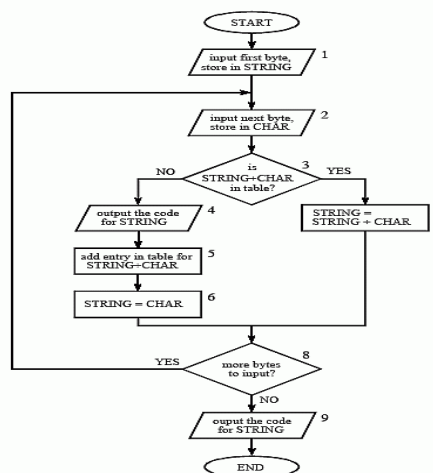 START
1
input first byte,
store in STRING
2
input next byte,
store in CHAR
3
is
STRING+CHAR
in table?
NO
YES
4
output the code
for STRING
STRING =
STRING + CHAR
5
add entry in table for
STRING+CHAR
6
STRING = CHAR
8
more bytes
to input?
YES
NO
9
ouput the code
for STRING
END